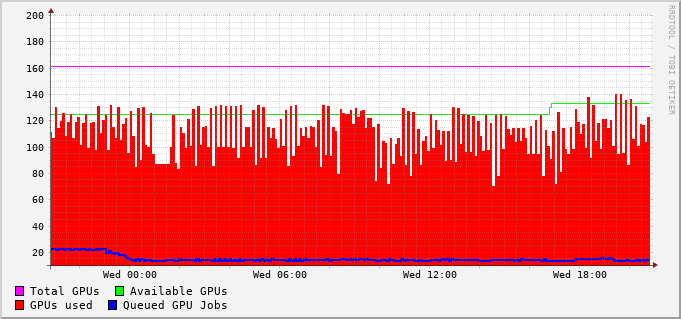 200
180
160
140
120
100
80
60
40
20
Wed 00:00 Wed 06:00 Wed 12:00 Wed 18:00
Total GPUs Available GPUs
GPUs used Queued GPU Jobs
RRDTOOL / TOBI OETIKER